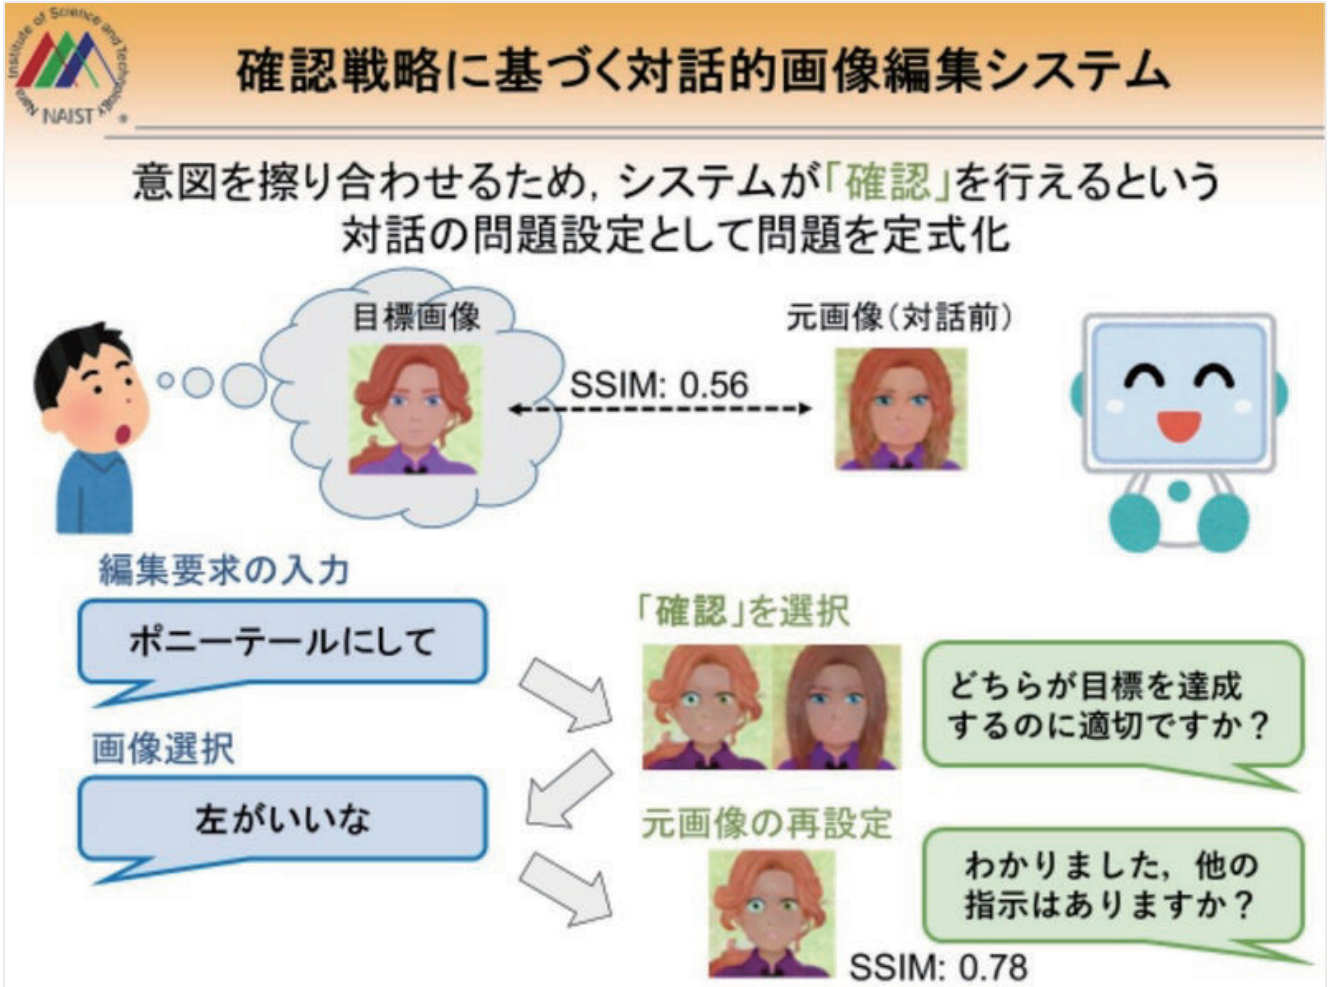 Nara Institute of Science and Technology
NAIST
®
確認戦略に基づく対話的画像編集システム
意図を擦り合わせるため，システムが「確認」を行えるという
対話の問題設定として問題を定式化
目標画像
元画像（対話前）
SSIM: 0.56
編集要求の入力
ポニーテールにして
「確認」を選択
どちらが目標を達成
するのに適切ですか？
画像選択
左がいいな
元画像の再設定
わかりました，他の
指示はありますか？
SSIM: 0.78